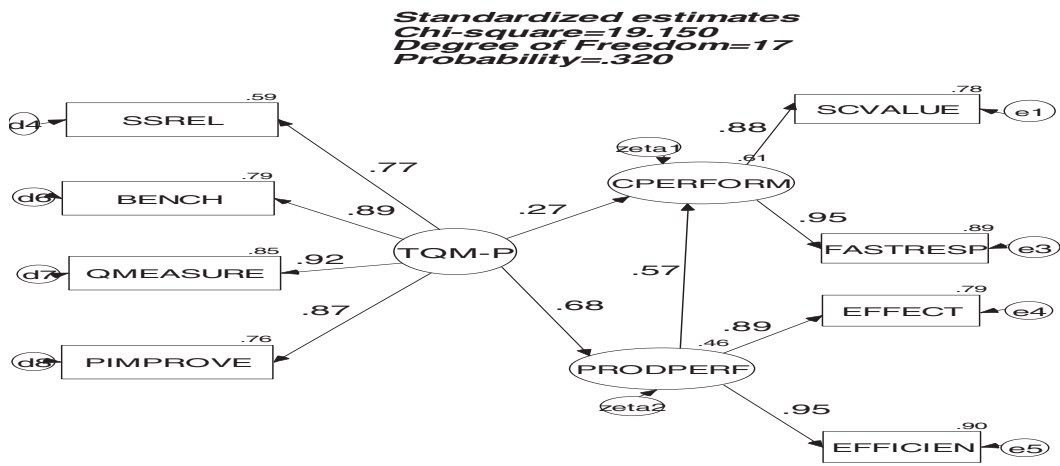 Standardized estimates
Chi-square=19.150
Degree of Freedom=17
Probability=.320
.59
d4
SSREL
.77
.79
d6
BENCH
.89
.85
d7
QMEASURE
.92
.76
d8
PIMPROVE
.87
TQM-P
.27
.68
zeta1
.61
CPERFORM
.57
.46
PRODPERF
zeta2
.88
.78
SCVALUE
e1
.95
.89
FASTRESP
e3
.89
.79
EFFECT
e4
.95
.90
EFFICIEN
e5